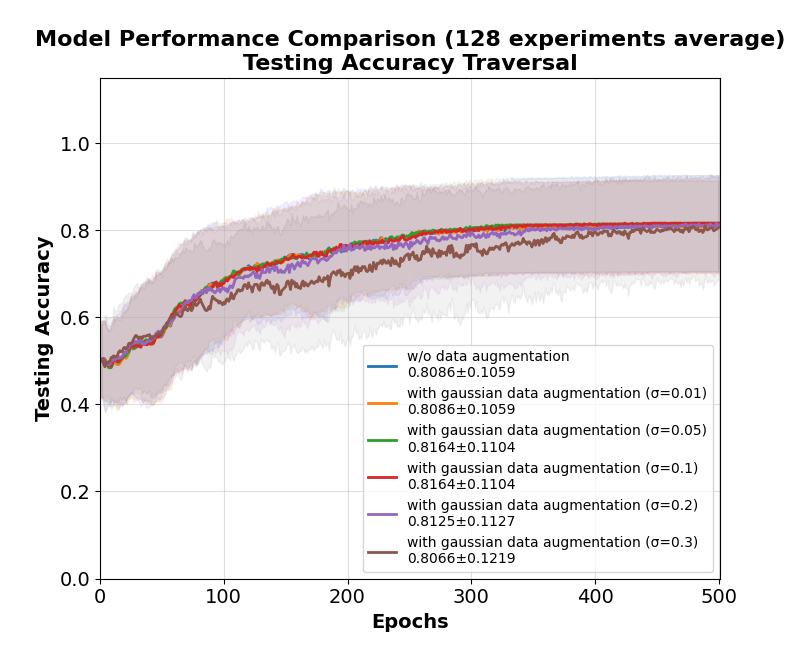 Model Performance Comparison (128 experiments average)
Testing Accuracy Traversal
Testing Accuracy
1.0
0.8
0.6
0.4
0.2
0.0
w/o data augmentation
0.8086±0.1059
with gaussian data augmentation (σ=0.01)
0.8086±0.1059
with gaussian data augmentation (σ=0.05)
0.8164±0.1104
with gaussian data augmentation (σ=0.1)
0.8164±0.1104
with gaussian data augmentation (σ=0.2)
0.8125±0.1127
with gaussian data augmentation (σ=0.3)
0.8066±0.1219
0 100 200 300 400 500
Epochs